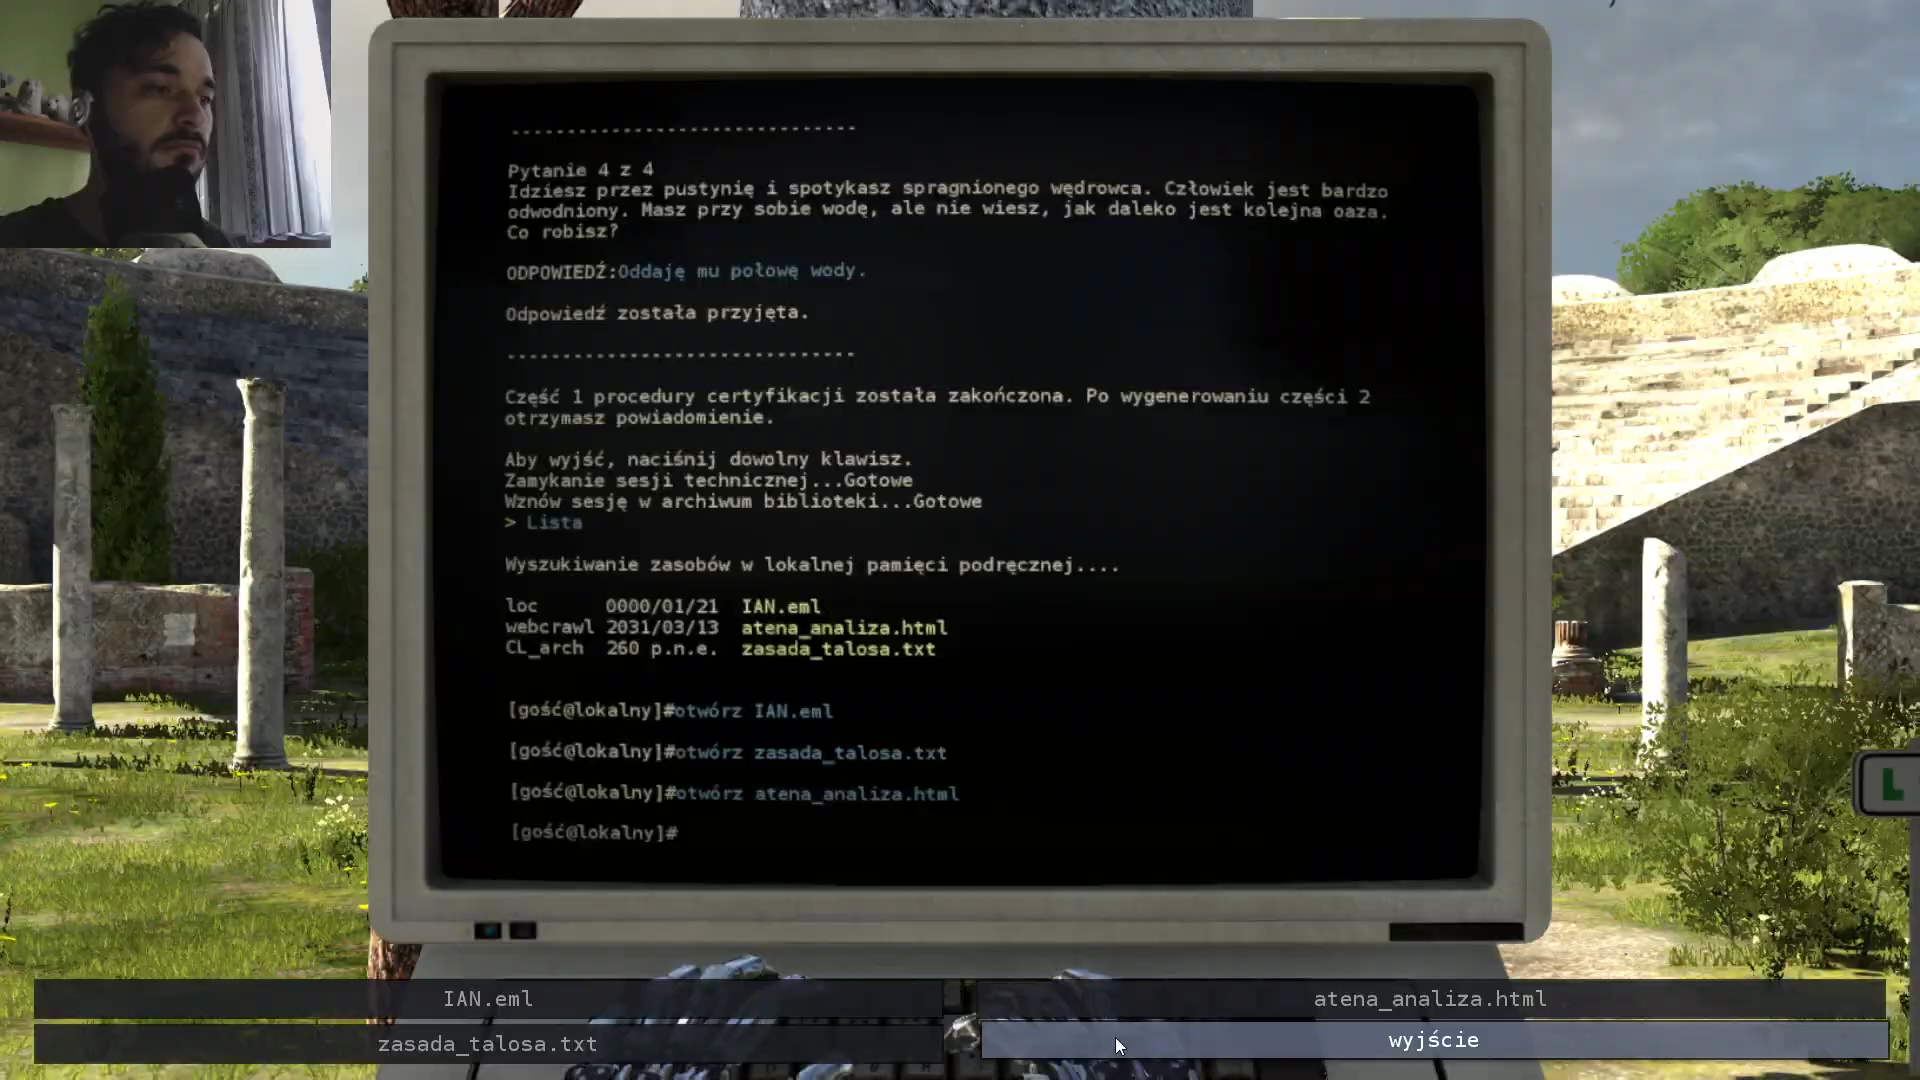 Pytanie 4 z 4
Idziesz przez pustynię i spotykasz spragnionego wędrowca. Człowiek jest bardzo
odwodniony. Masz przy sobie wodę, ale nie wiesz, jak daleko jest kolejna oaza.
Co robisz?
ODPOWIEDŹ:Oddaję mu połowę wody.
Odpowiedź została przyjęta.
Część 1 procedury certyfikacji została zakończona. Po wygenerowaniu części 2
otrzymasz powiadomienie.
Aby wyjść, naciśnij dowolny klawisz.
Zamykanie sesji technicznej...Gotowe
Wznów sesję w archiwum biblioteki...Gotowe
> Lista
Wyszukiwanie zasobów w lokalnej pamięci podręcznej....
loc 0000/01/21 IAN.eml
webcrawl 2031/03/13 atena_analiza.html
CL_arch 260 p.n.e. zasada_talosa.txt
[gość@lokalny]#otwórz IAN.eml
[gość@lokalny]#otwórz zasada_talosa.txt
[gość@lokalny]#otwórz atena_analiza.html
[gość@lokalny]#
L
IAN.eml
atena_analiza.html
zasada_talosa.txt
wyjście